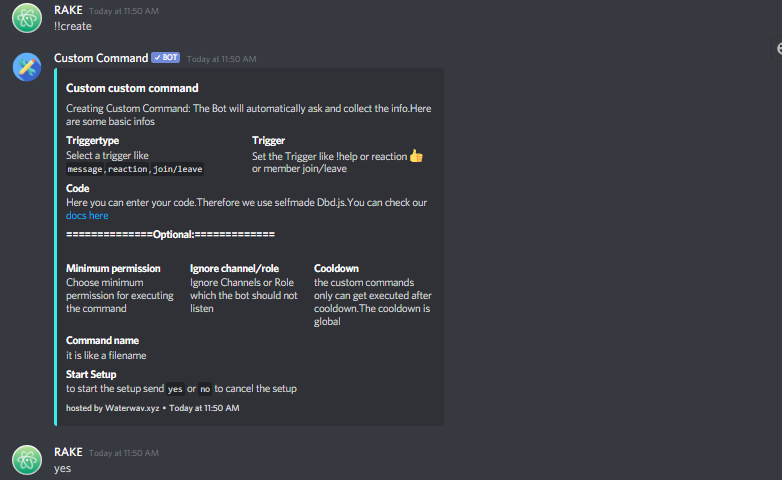 RAKE Today at 11:50 AM
!!create
Custom Command ✓ BOT Today at 11:50 AM
Custom custom command
Creating Custom Command: The Bot will automatically ask and collect the info.Here
are some basic infos
Triggertype Trigger
Select a trigger like Set the Trigger like !help or reaction 👍
message,reaction,join/leave or member join/leave
Code
Here you can enter your code.Therefore we use selfmade Dbd.js.You can check our
docs here
==============Optional:=============
Minimum permission Ignore channel/role Cooldown
Choose minimum Ignore Channels or Role the custom commands
permission for executing which the bot should not only can get executed after
the command listen cooldown.The cooldown is
global
Command name
it is like a filename
Start Setup
to start the setup send yes or no to cancel the setup
hosted by Waterwav.xyz • Today at 11:50 AM
RAKE Today at 11:50 AM
yes